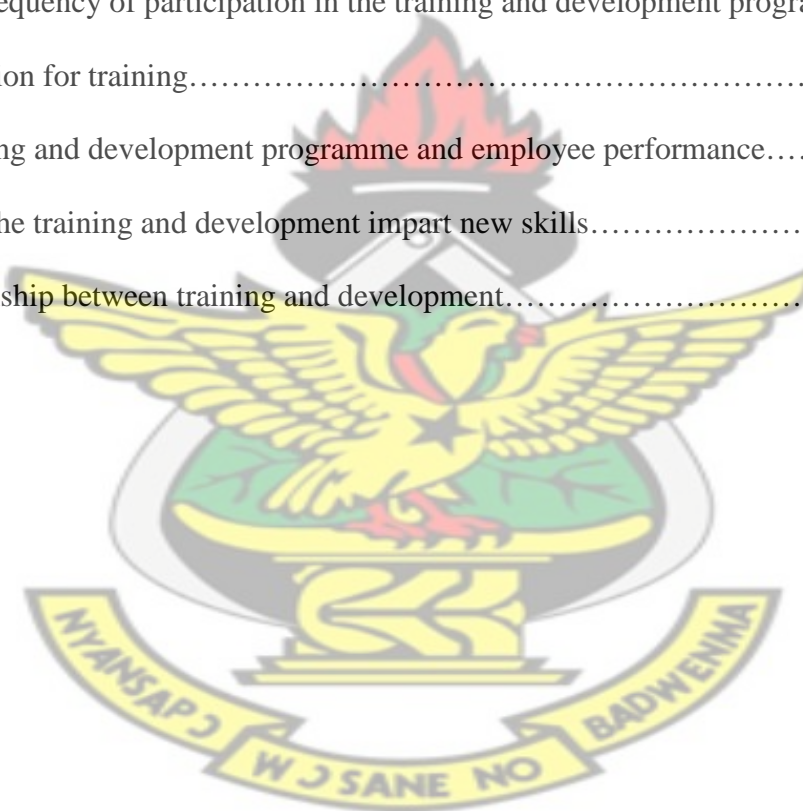 equency of participation in the training and development progra
ion for training……………………………………………………………
ng and development programme and employee performance.…
he training and development impart new skills…………………
ship between training and development…………………………
NYANSAPƆ
WƆSANE NO
BADWENMA